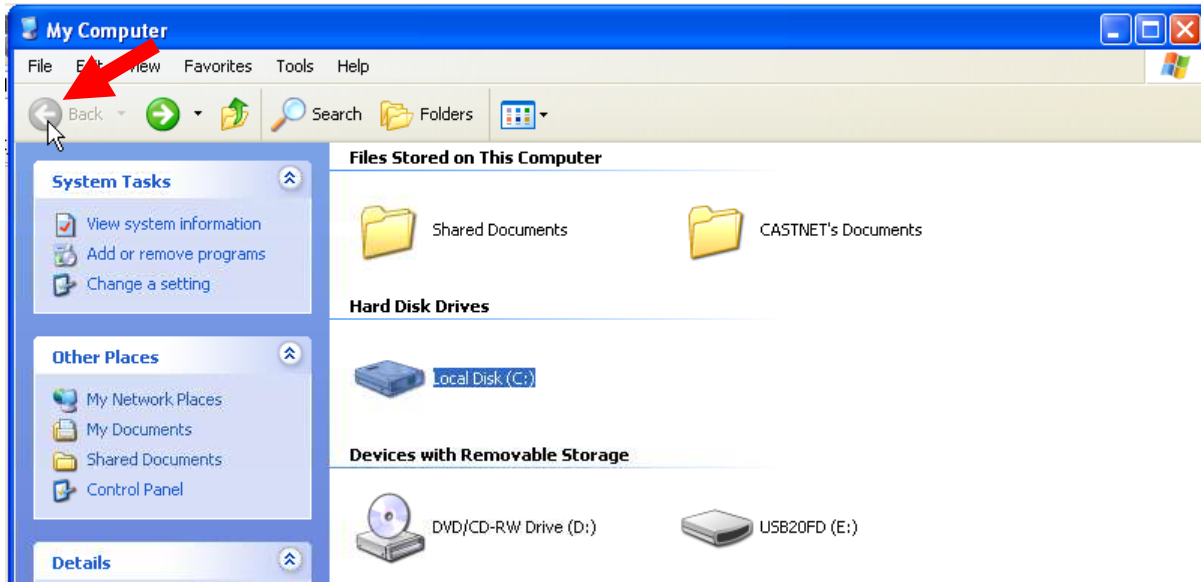 My Computer
File Edit View Favorites Tools Help
Back Search Folders
Files Stored on This Computer
System Tasks
View system information
Add or remove programs
Change a setting
Shared Documents CASTNET's Documents
Hard Disk Drives
Other Places
My Network Places
My Documents
Shared Documents
Control Panel
Local Disk (C:)
Devices with Removable Storage
DVD/CD-RW Drive (D:) USB20FD (E:)
Details